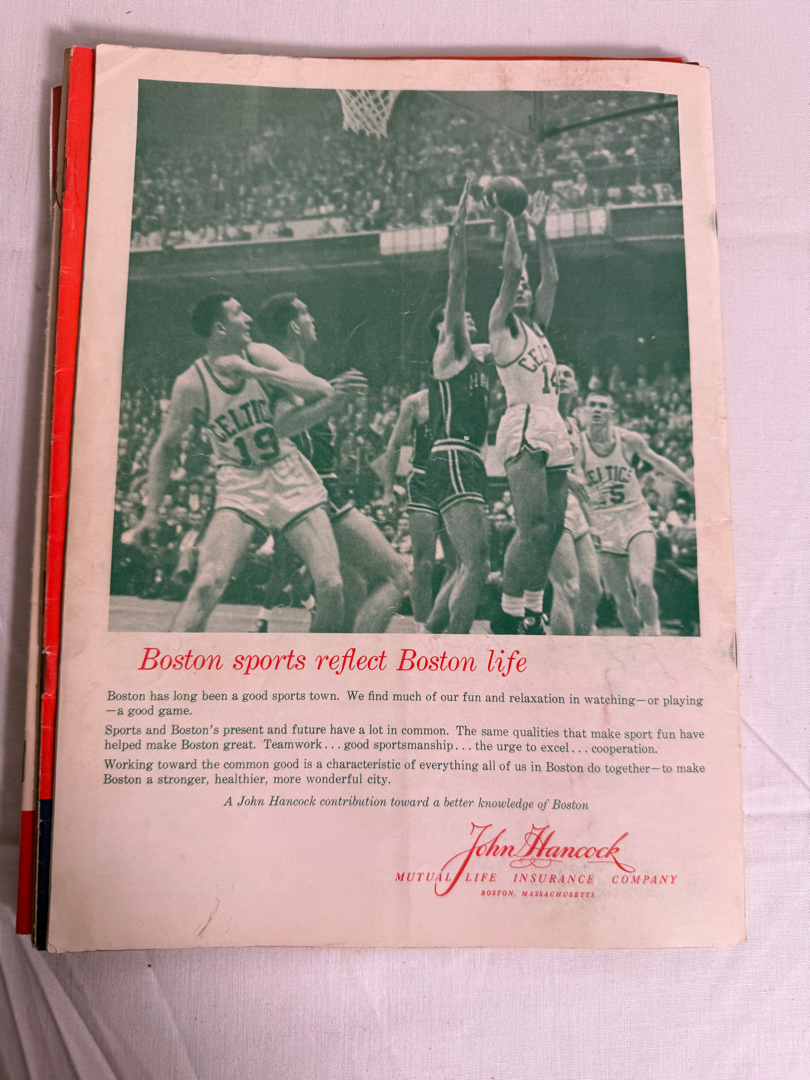 CELTICS
19
CELTI
14
CELTICS
15
Boston sports reflect Boston life
Boston has long been a good sports town. We find much of our fun and relaxation in watching—or playing
—a good game.
Sports and Boston's present and future have a lot in common. The same qualities that make sport fun have
helped make Boston great. Teamwork...good sportsmanship...the urge to excel...cooperation.
Working toward the common good is a characteristic of everything all of us in Boston do together—to make
Boston a stronger, healthier, more wonderful city.
A John Hancock contribution toward a better knowledge of Boston
John Hancock
MUTUAL LIFE INSURANCE COMPANY
BOSTON, MASSACHUSETTS